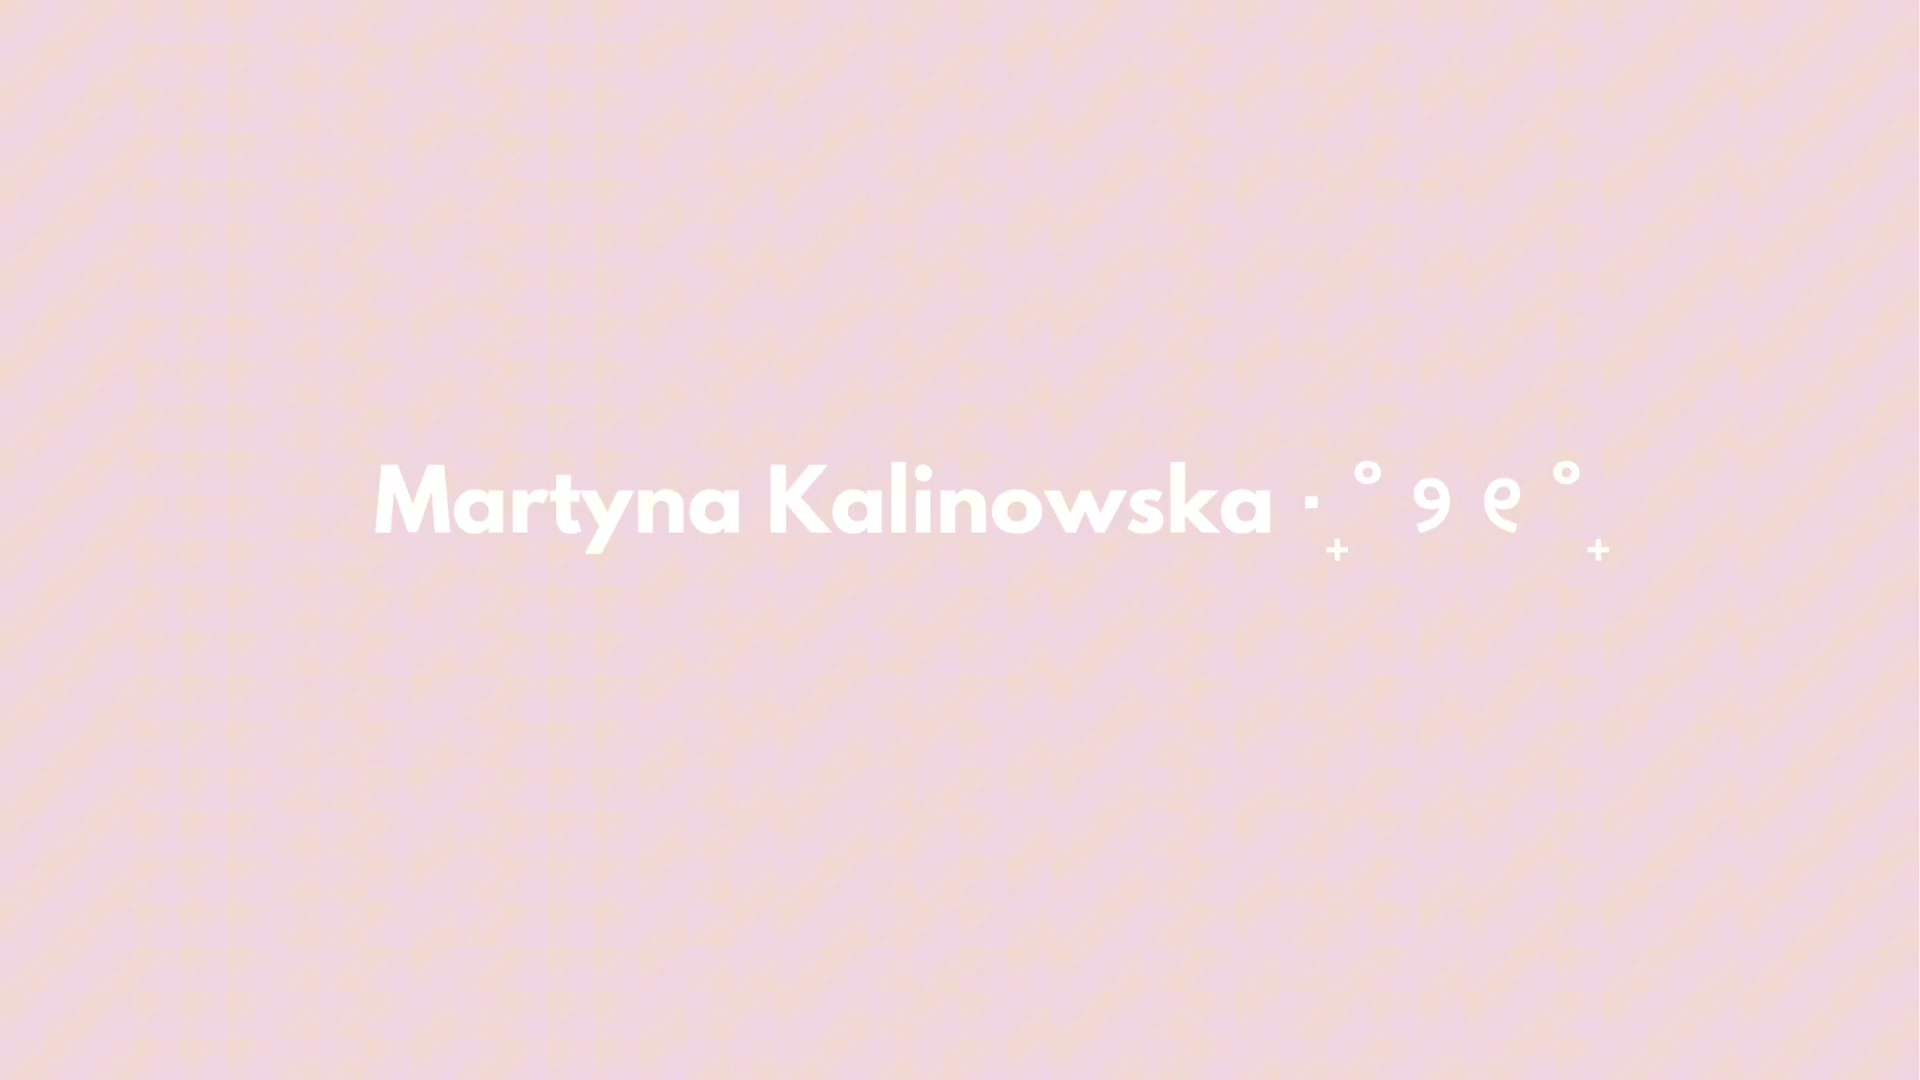 Martyna Kalinowska ‧₊˚ ୨ ୧ ˚₊